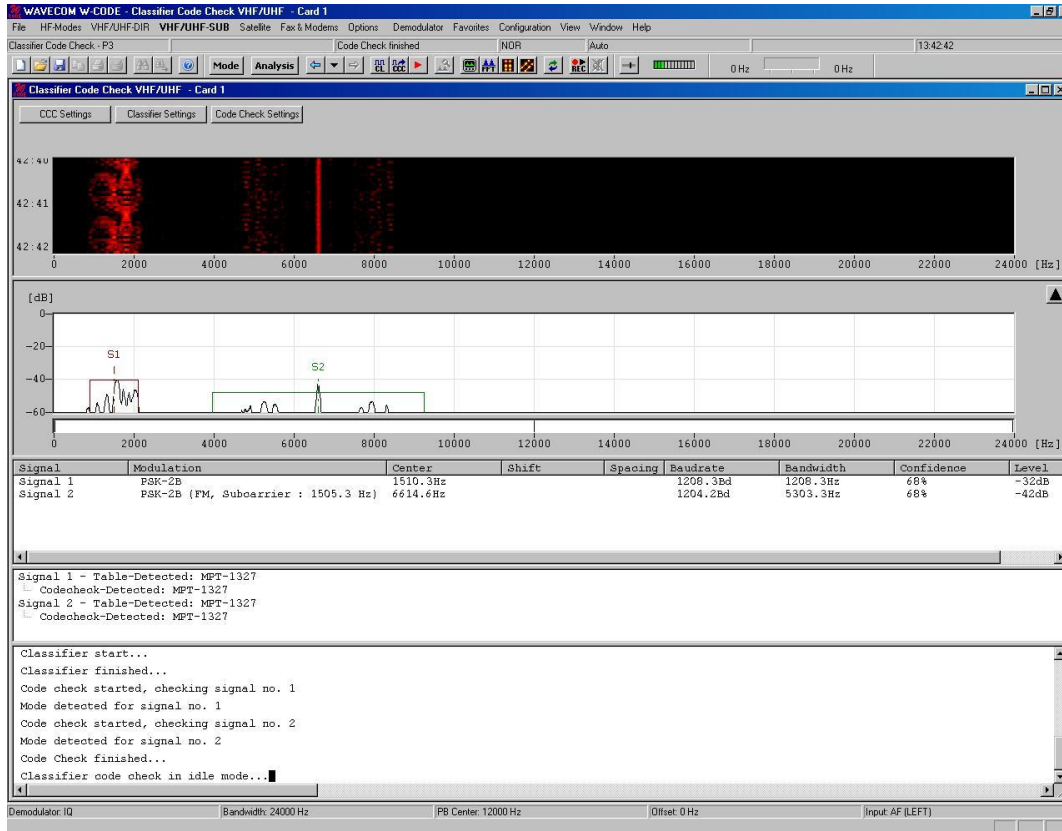 WAVECOM W-CODE - Classifier Code Check VHF/UHF - Card 1
File HF-Modes VHF/UHF-DIR VHF/UHF-SUB Satellite Fax & Modems Options Demodulator Favorites Configuration View Window Help
Classifier Code Check - P3 Code Check finished NOR Auto 13:42:42
Mode Analysis CL CCC REC 0 Hz 0 Hz
Classifier Code Check VHF/UHF - Card 1
CCC Settings Classifier Settings Code Check Settings
42:40
42:41
42:42
0 2000 4000 6000 8000 10000 12000 14000 16000 18000 20000 22000 24000 [Hz]
[dB]
0
-20
S1
S2
-40
-60
0 2000 4000 6000 8000 10000 12000 14000 16000 18000 20000 22000 24000 [Hz]
Signal Modulation Center Shift Spacing Baudrate Bandwidth Confidence Level
Signal 1 PSK-2B 1510.3Hz 1208.3Bd 1208.3Hz 68% -32dB
Signal 2 PSK-2B (FM, Subcarrier : 1505.3 Hz) 6614.6Hz 1204.2Bd 5303.3Hz 68% -42dB
Signal 1 - Table-Detected: MPT-1327
Codecheck-Detected: MPT-1327
Signal 2 - Table-Detected: MPT-1327
Codecheck-Detected: MPT-1327
Classifier start...
Classifier finished...
Code check started, checking signal no. 1
Mode detected for signal no. 1
Code check started, checking signal no. 2
Mode detected for signal no. 2
Code Check finished...
Classifier code check in idle mode...
Demodulator: IQ Bandwidth: 24000 Hz PB Center: 12000 Hz Offset: 0 Hz Input: AF (LEFT)